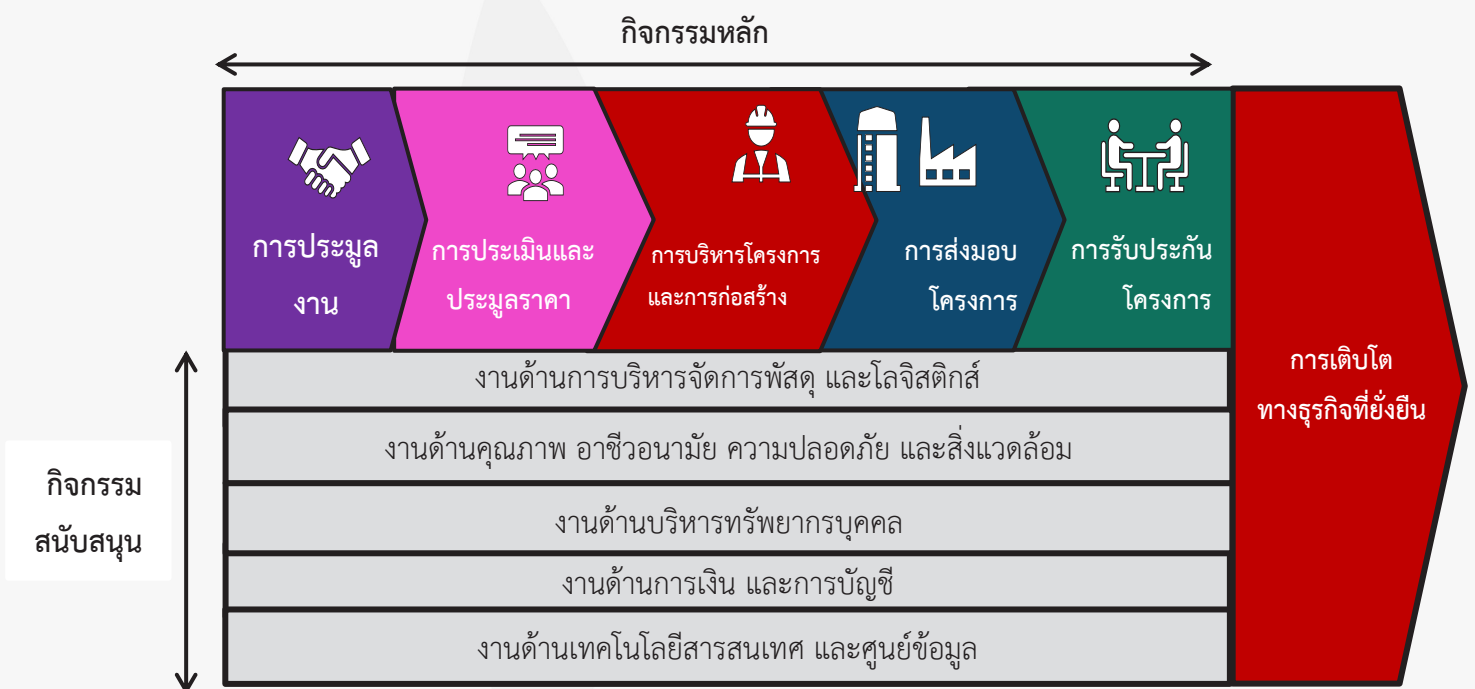 กิจกรรมหลัก
การประมูล
งาน
การประเมินและ
ประมูลราคา
การบริหารโครงการ
และการก่อสร้าง
การส่งมอบ
โครงการ
การรับประกัน
โครงการ
การเติบโต
ทางธุรกิจที่ยั่งยืน
กิจกรรม
สนับสนุน
งานด้านการบริหารจัดการพัสดุ และโลจิสติกส์
งานด้านคุณภาพ อาชีวอนามัย ความปลอดภัย และสิ่งแวดล้อม
งานด้านบริหารทรัพยากรบุคคล
งานด้านการเงิน และการบัญชี
งานด้านเทคโนโลยีสารสนเทศ และศูนย์ข้อมูล